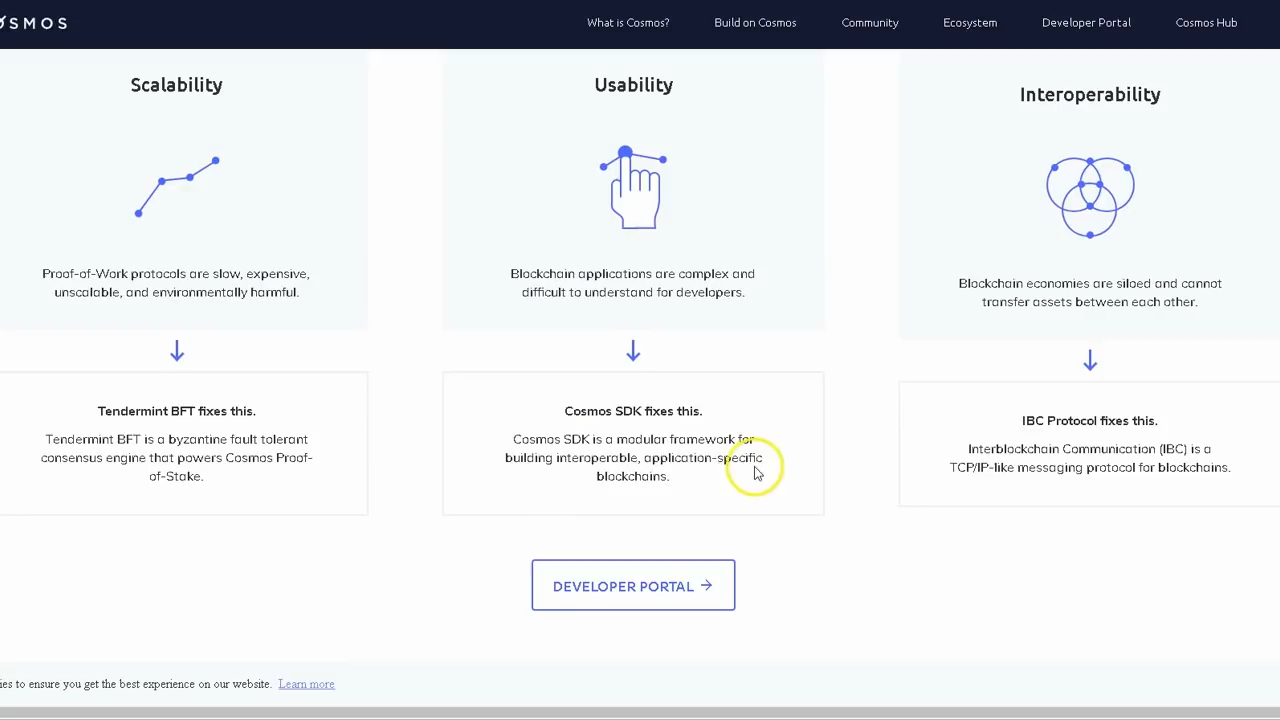 OSMOS
What is Cosmos?
Build on Cosmos
Community
Ecosystem
Developer Portal
Cosmos Hub
Scalability
Proof-of-Work protocols are slow, expensive,
unscalable, and environmentally harmful.
Tendermint BFT fixes this.
Tendermint BFT is a byzantine fault tolerant
consensus engine that powers Cosmos Proof-
of-Stake.
Usability
Blockchain applications are complex and
difficult to understand for developers.
Cosmos SDK fixes this.
Cosmos SDK is a modular framework for
building interoperable, application-specific
blockchains.
Interoperability
Blockchain economies are siloed and cannot
transfer assets between each other.
IBC Protocol fixes this.
Interblockchain Communication (IBC) is a
TCP/IP-like messaging protocol for blockchains.
DEVELOPER PORTAL →
ies to ensure you get the best experience on our website. Learn more